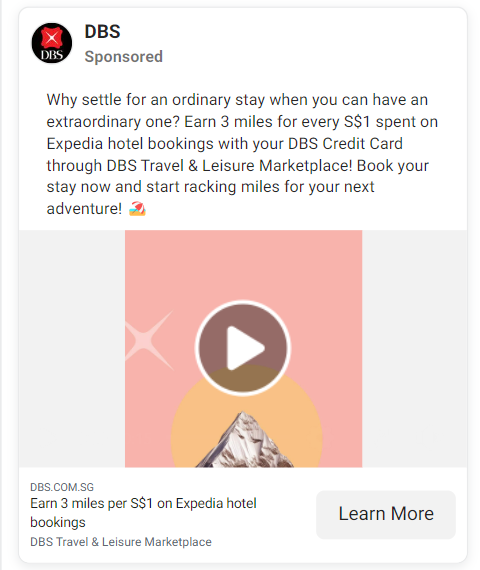 DBS
Sponsored
DBS
Why settle for an ordinary stay when you can have an
extraordinary one? Earn 3 miles for every S$1 spent on
Expedia hotel bookings with your DBS Credit Card
through DBS Travel & Leisure Marketplace! Book your
stay now and start racking miles for your next
adventure! 🏖️
DBS.COM.SG
Earn 3 miles per S$1 on Expedia hotel
bookings
DBS Travel & Leisure Marketplace
Learn More